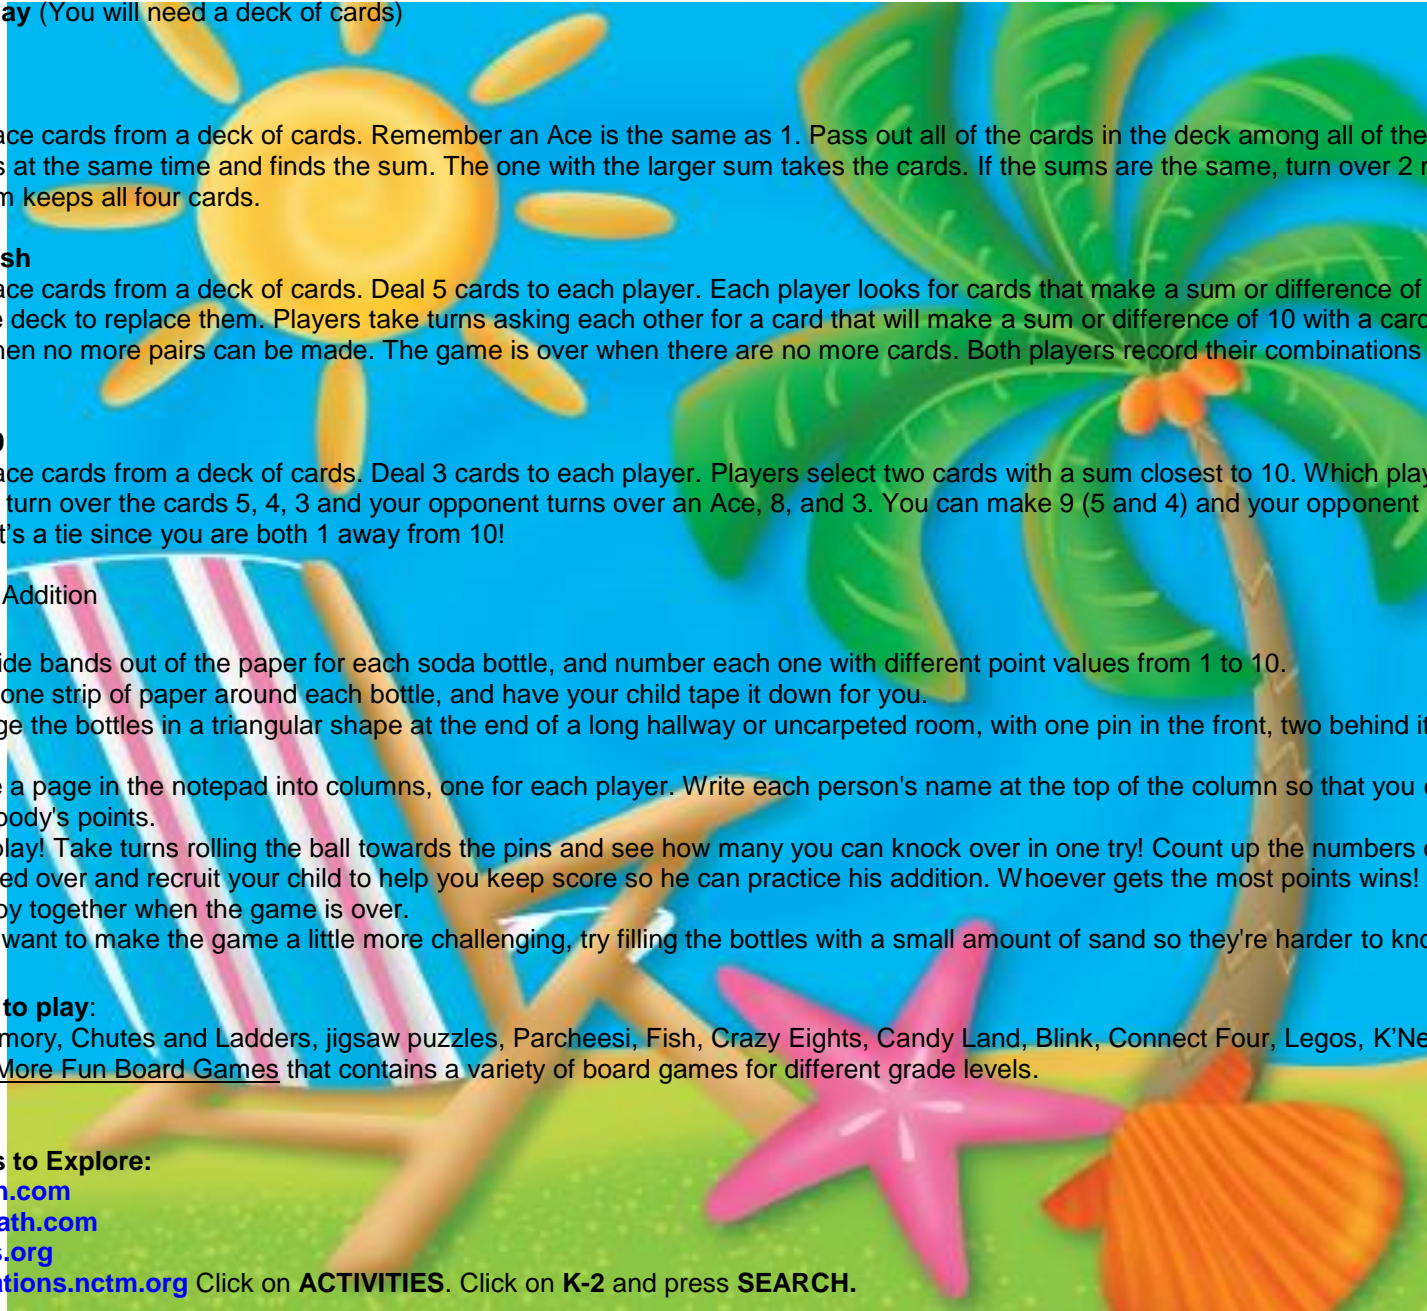 ay (You will need a deck of cards)
ace cards from a deck of cards. Remember an Ace is the same as 1. Pass out all of the cards in the deck among all of the
s at the same time and finds the sum. The one with the larger sum takes the cards. If the sums are the same, turn over 2
keeps all four cards.
sh
ace cards from a deck of cards. Deal 5 cards to each player. Each player looks for cards that make a sum or difference of
e deck to replace them. Players take turns asking each other for a card that will make a sum or difference of 10 with a card
hen no more pairs can be made. The game is over when there are no more cards. Both players record their combinations
0
ace cards from a deck of cards. Deal 3 cards to each player. Players select two cards with a sum closest to 10. Which play
turn over the cards 5, 4, 3 and your opponent turns over an Ace, 8, and 3. You can make 9 (5 and 4) and your opponent
t’s a tie since you are both 1 away from 10!
Addition
ide bands out of the paper for each soda bottle, and number each one with different point values from 1 to 10.
one strip of paper around each bottle, and have your child tape it down for you.
ge the bottles in a triangular shape at the end of a long hallway or uncarpeted room, with one pin in the front, two behind it
e a page in the notepad into columns, one for each player. Write each person's name at the top of the column so that you
body's points.
play! Take turns rolling the ball towards the pins and see how many you can knock over in one try! Count up the numbers
ed over and recruit your child to help you keep score so he can practice his addition. Whoever gets the most points wins!
oy together when the game is over.
want to make the game a little more challenging, try filling the bottles with a small amount of sand so they're harder to kno
to play:
mory, Chutes and Ladders, jigsaw puzzles, Parcheesi, Fish, Crazy Eights, Candy Land, Blink, Connect Four, Legos, K’Ne
More Fun Board Games that contains a variety of board games for different grade levels.
s to Explore:
h.com
ath.com
s.org
ations.nctm.org Click on ACTIVITIES. Click on K-2 and press SEARCH.